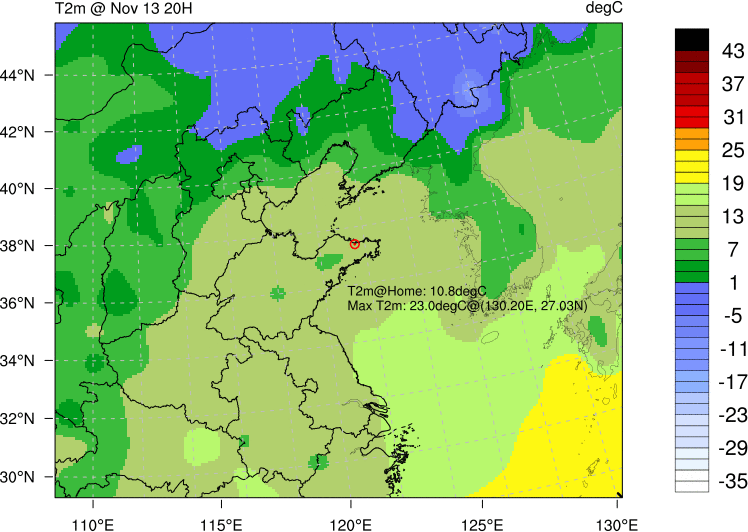 T2m @ Nov 13 20H
degC
44°N
42°N
40°N
38°N
36°N
34°N
32°N
30°N
T2m@Home: 10.8degC
Max T2m: 23.0degC@(130.20E, 27.03N)
110°E
115°E
120°E
125°E
130°E
43
37
31
25
19
13
7
1
-5
-11
-17
-23
-29
-35